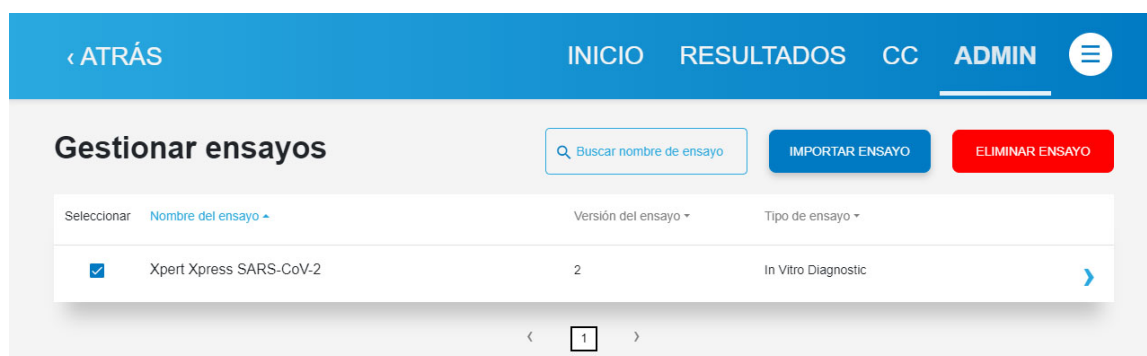 ‹ ATRÁS INICIO RESULTADOS CC ADMIN
Gestionar ensayos Buscar nombre de ensayo IMPORTAR ENSAYO ELIMINAR ENSAYO
Seleccionar Nombre del ensayo Versión del ensayo Tipo de ensayo
Xpert Xpress SARS-CoV-2 2 In Vitro Diagnostic
‹ 1 ›